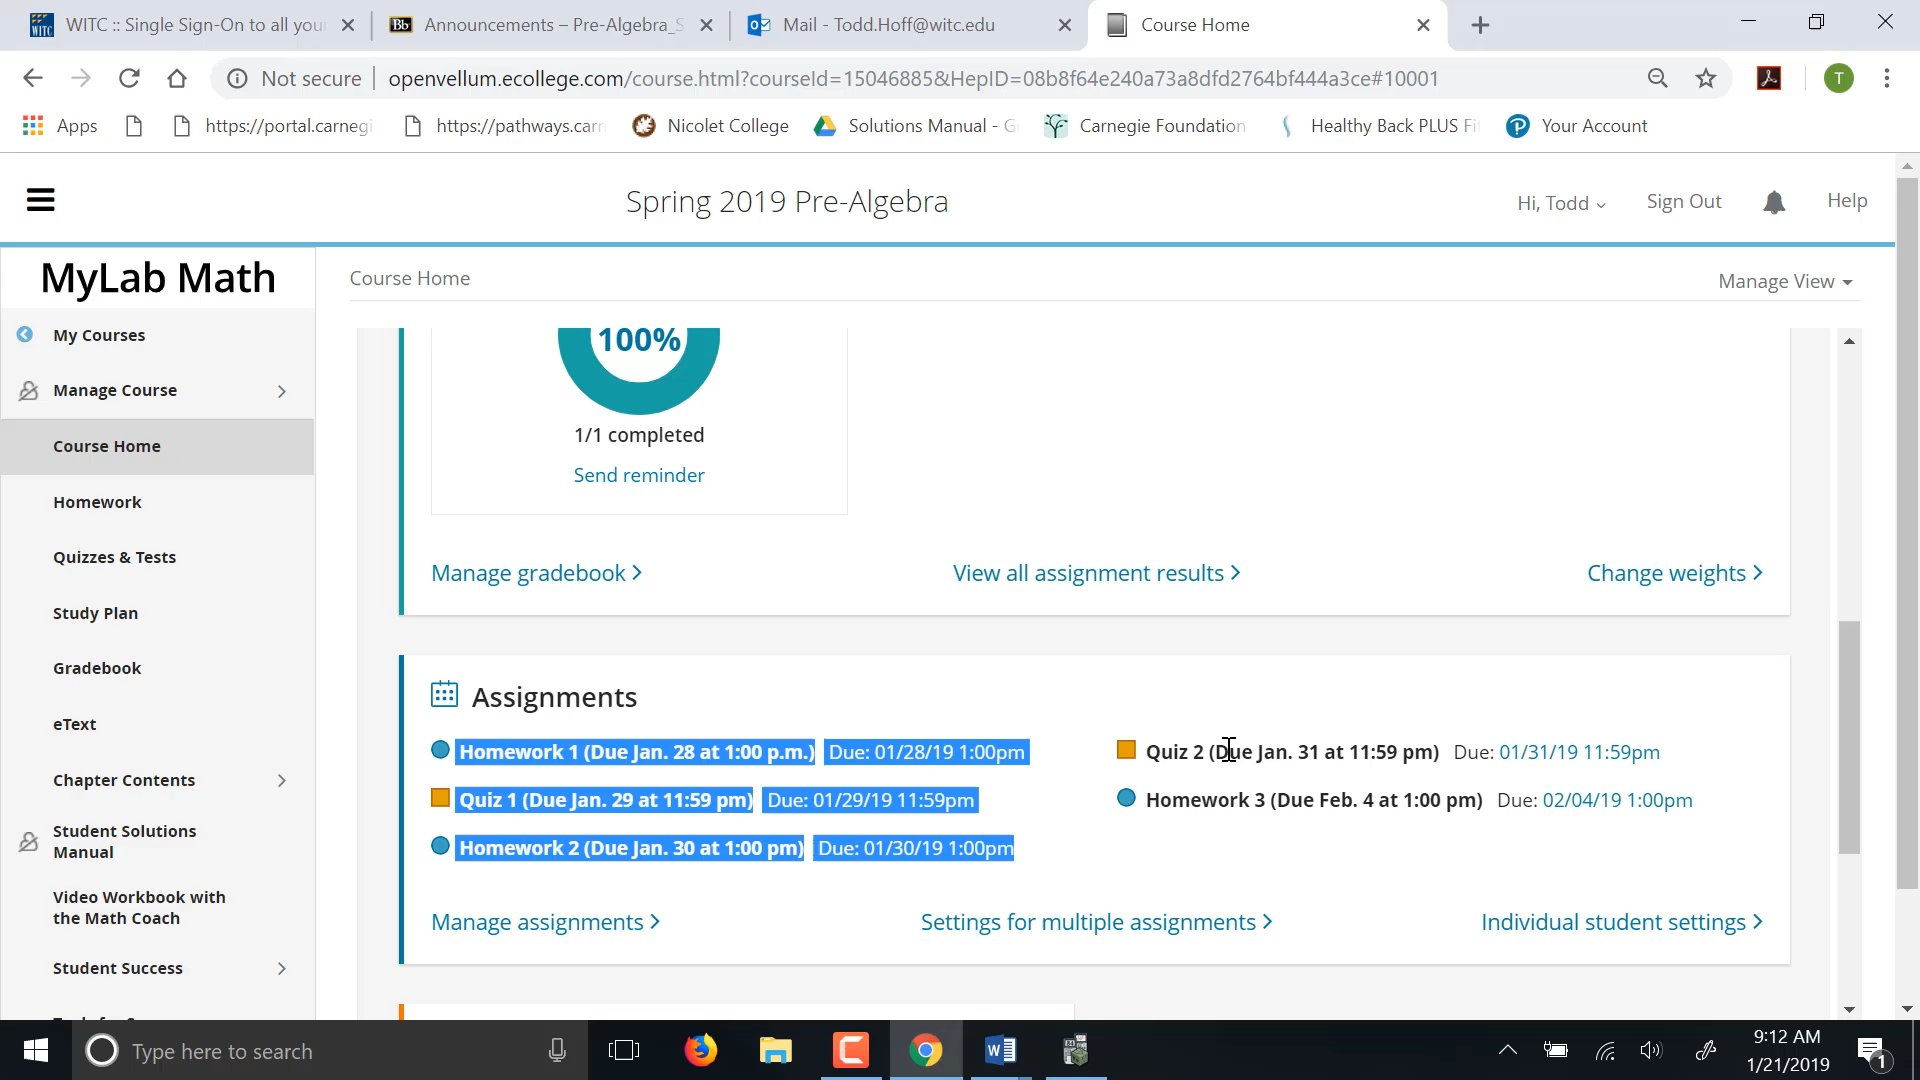 WITC :: Single Sign-On to all your
Announcements – Pre-Algebra_S
Mail - Todd.Hoff@witc.edu
Course Home
Not secure
openvellum.ecollege.com/course.html?courseId=15046885&HepID=08b8f64e240a73a8dfd2764bf444a3ce#10001
T
Apps
https://portal.carnegi
https://pathways.carn
Nicolet College
Solutions Manual - G
Carnegie Foundation
Healthy Back PLUS Fi
Your Account
Spring 2019 Pre-Algebra
Hi, Todd
Sign Out
Help
MyLab Math
My Courses
Manage Course
Course Home
Homework
Quizzes & Tests
Study Plan
Gradebook
eText
Chapter Contents
Student Solutions
Manual
Video Workbook with
the Math Coach
Student Success
Course Home
Manage View
100%
1/1 completed
Send reminder
Manage gradebook
View all assignment results
Change weights
Assignments
Homework 1 (Due Jan. 28 at 1:00 p.m.) Due: 01/28/19 1:00pm
Quiz 1 (Due Jan. 29 at 11:59 pm) Due: 01/29/19 11:59pm
Homework 2 (Due Jan. 30 at 1:00 pm) Due: 01/30/19 1:00pm
Quiz 2 (Due Jan. 31 at 11:59 pm) Due: 01/31/19 11:59pm
Homework 3 (Due Feb. 4 at 1:00 pm) Due: 02/04/19 1:00pm
Manage assignments
Settings for multiple assignments
Individual student settings
Type here to search
9:12 AM
1/21/2019
1